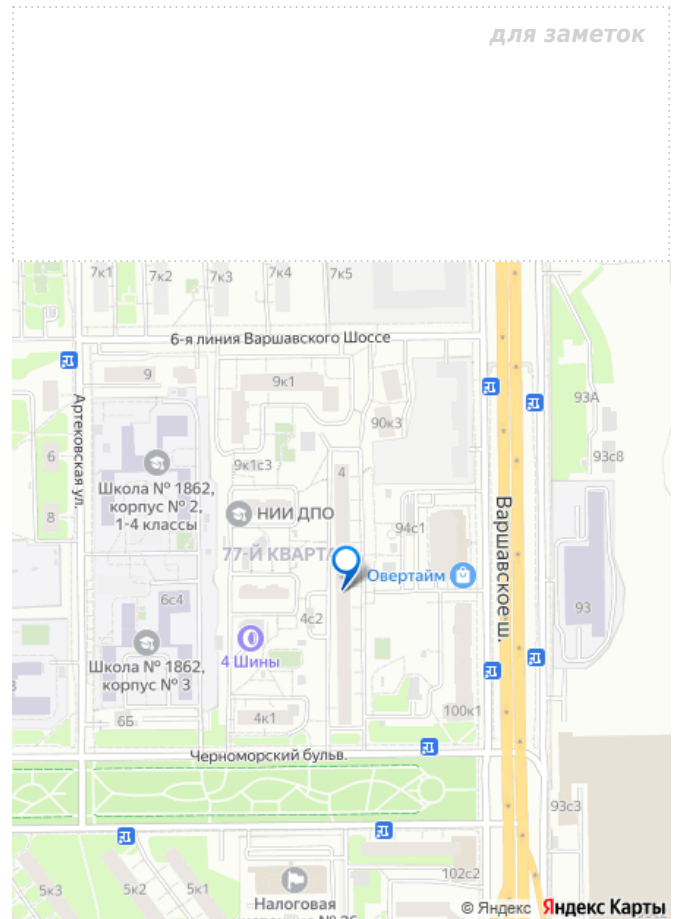 для заметок
7к1
7к2
7к3
7к4
7к5
6-я линия Варшавского Шоссе
9
9к1
93А
Артековская ул.
90к3
6
93с8
9к1с3
4
Школа № 1862,
корпус № 2,
1-4 классы
8
НИИ ДПО
94с1
Варшавское ш.
77-Й КВАРТА
Овертайм
6с4
4с2
93
4 Шины
Школа № 1862,
корпус № 3
6Б
4к1
100к1
Черноморский бульв.
93с3
5к3
5к2
5к1
102с2
Налоговая
© Яндекс
Яндекс Карты